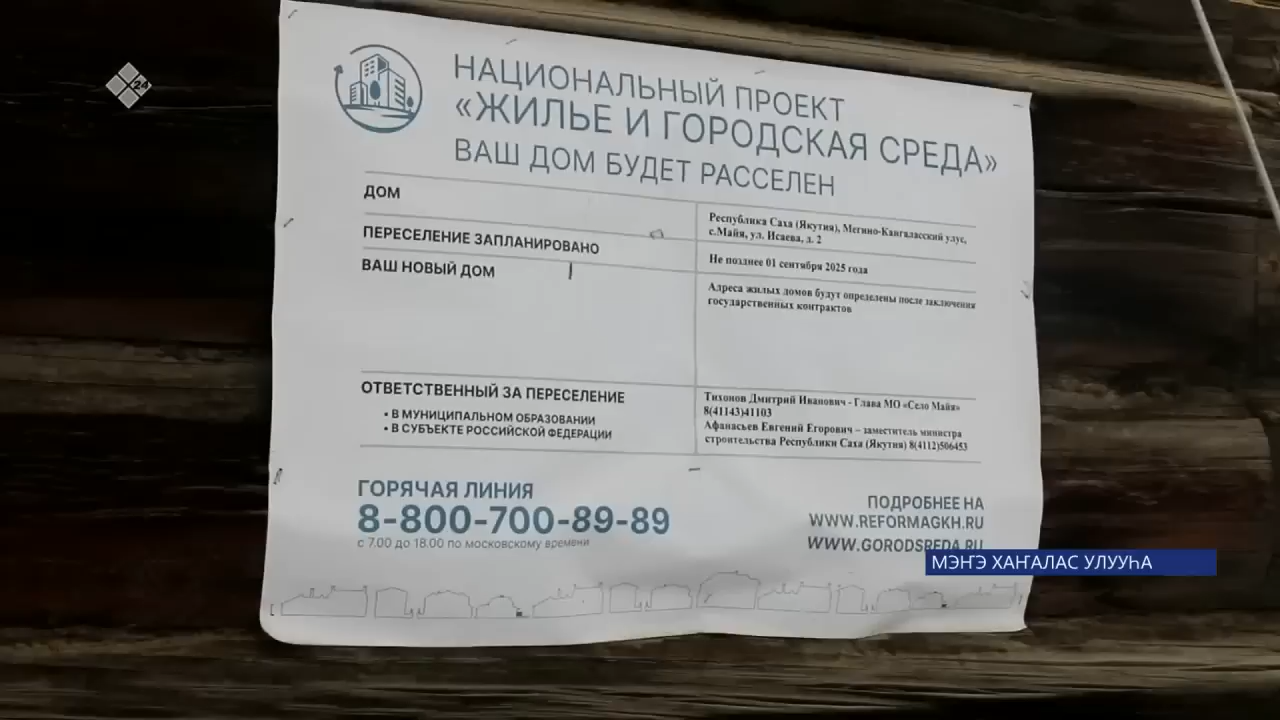 24
НАЦИОНАЛЬНЫЙ ПРОЕКТ
«ЖИЛЬЕ И ГОРОДСКАЯ СРЕДА»
ВАШ ДОМ БУДЕТ РАССЕЛЕН
ДОМ
Республика Саха (Якутия), Мегино-Кангаласский улус,
с.Майя, ул. Исаева, д. 2
ПЕРЕСЕЛЕНИЕ ЗАПЛАНИРОВАНО
Не позднее 01 сентября 2025 года
ВАШ НОВЫЙ ДОМ
Адреса жилых домов будут определены после заключения
государственных контрактов
ОТВЕТСТВЕННЫЙ ЗА ПЕРЕСЕЛЕНИЕ
• В МУНИЦИПАЛЬНОМ ОБРАЗОВАНИИ
• В СУБЪЕКТЕ РОССИЙСКОЙ ФЕДЕРАЦИИ
Тихонов Дмитрий Иванович - Глава МО «Село Майя»
8(41143)41103
Афанасьев Евгений Егорович – заместитель министра
строительства Республики Саха (Якутия) 8(4112)506453
ГОРЯЧАЯ ЛИНИЯ
8-800-700-89-89
с 7.00 до 18.00 по московскому времени
ПОДРОБНЕЕ НА
WWW.REFORMAGKH.RU
WWW.GORODSREDA.RU
МЭҤЭ ХАҤАЛАС УЛУУҺА